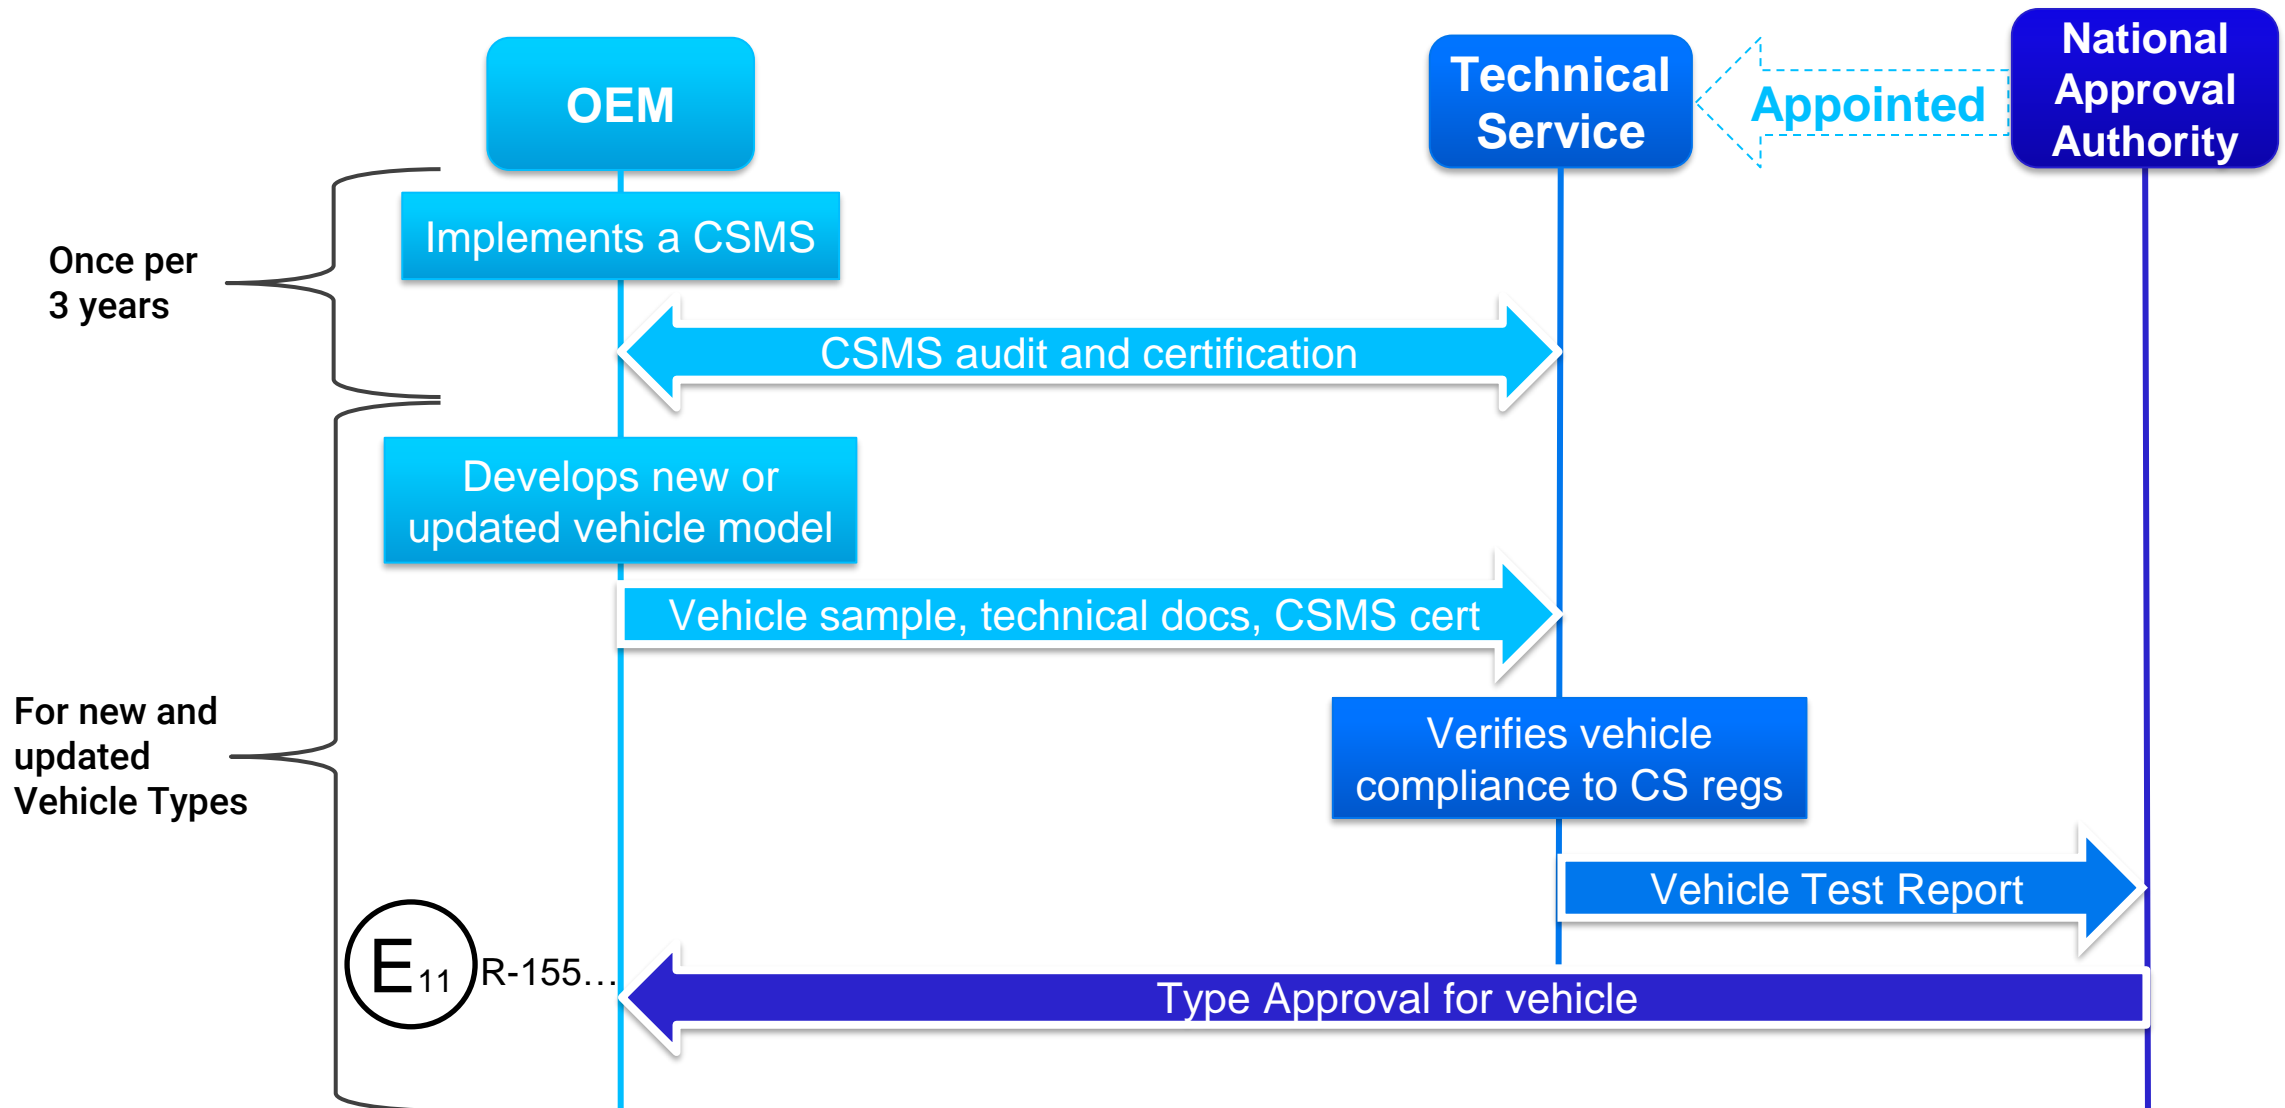 OEM
Technical
Service
Appointed
National
Approval
Authority
Once per
3 years
Implements a CSMS
CSMS audit and certification
Develops new or
updated vehicle model
Vehicle sample, technical docs, CSMS cert
For new and
updated
Vehicle Types
Verifies vehicle
compliance to CS regs
Vehicle Test Report
E11 R-155...
Type Approval for vehicle